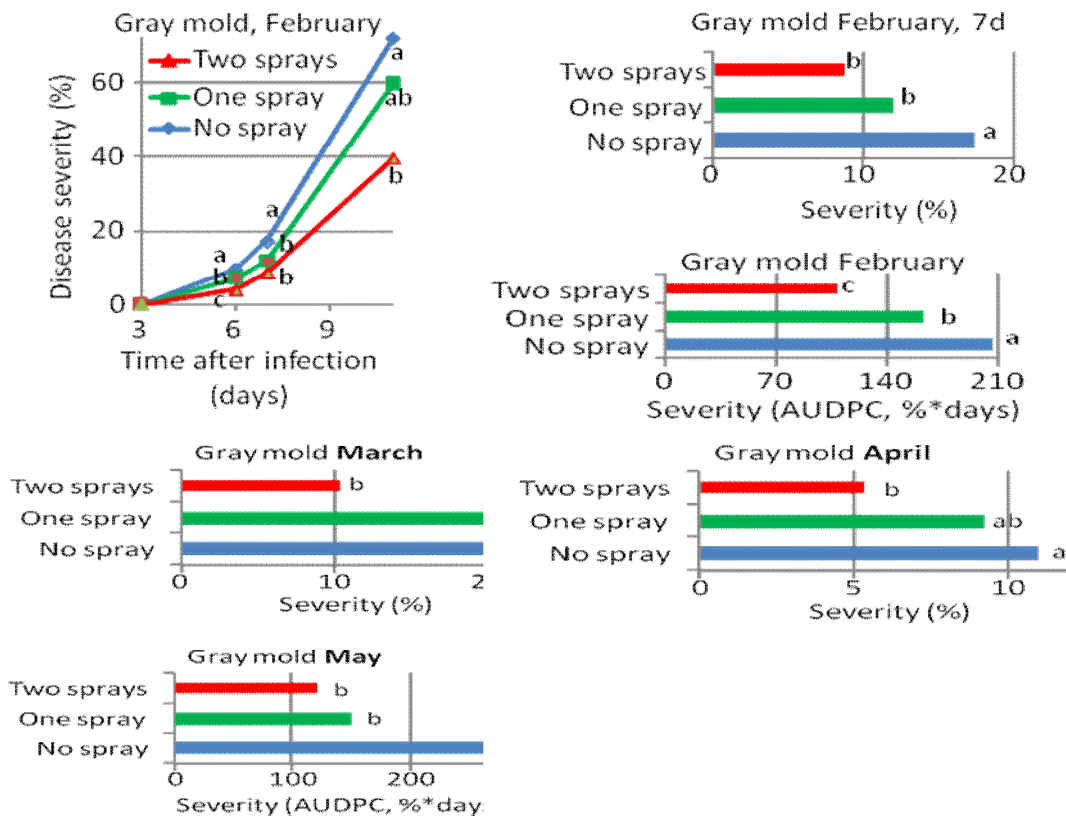 Gray mold, February
Two sprays
One spray
No spray
Disease severity (%)
60
40
20
0
a
ab
b
a
b
b
a
b
c
3 6 9
Time after infection
(days)
Gray mold February, 7d
Two sprays b
One spray b
No spray a
0 10 20
Severity (%)
Gray mold February
Two sprays c
One spray b
No spray a
0 70 140 210
Severity (AUDPC, %*days)
Gray mold March
Two sprays b
One spray
No spray
0 10 2
Severity (%)
Gray mold April
Two sprays b
One spray ab
No spray a
0 5 10
Severity (%)
Gray mold May
Two sprays b
One spray b
No spray
0 100 200
Severity (AUDPC, %*day